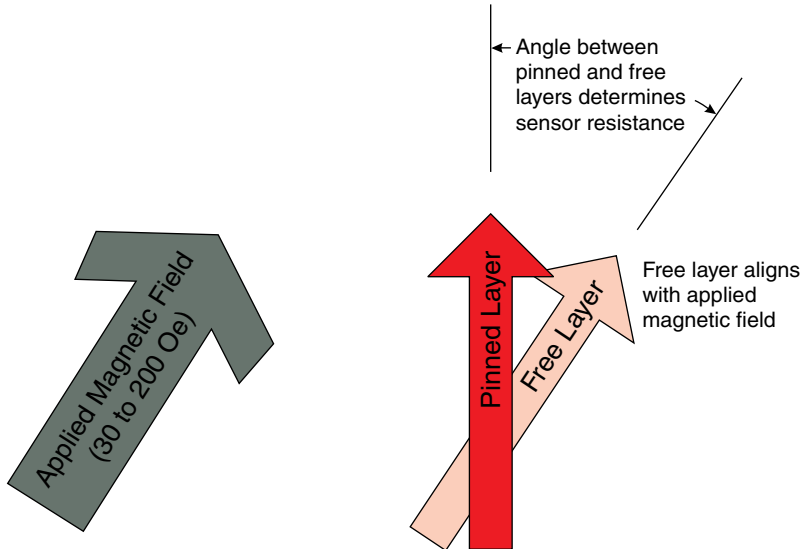 Angle between
pinned and free
layers determines
sensor resistance
Applied Magnetic Field
(30 to 200 Oe)
Pinned Layer
Free Layer
Free layer aligns
with applied
magnetic field